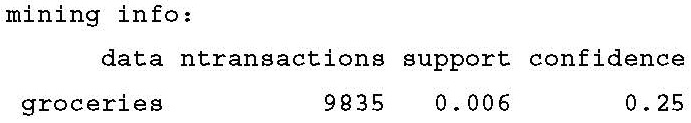 mining info:
data ntransactions support confidence
groceries 9835 0.006 0.25